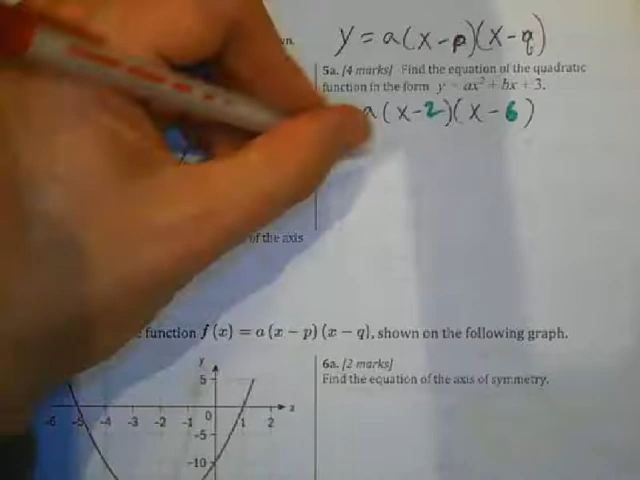 y = a(x-p)(x-q)
5a. [4 marks] Find the equation of the quadratic
function in the form y = ax² + bx + 3.
a(x-2)(x-6)
of the axis
function f(x) = a(x − p)(x − q), shown on the following graph.
6a. [2 marks]
Find the equation of the axis of symmetry.
y
5
-6 -5 -4 -3 -2 -1 0 1 2 x
-5
-10